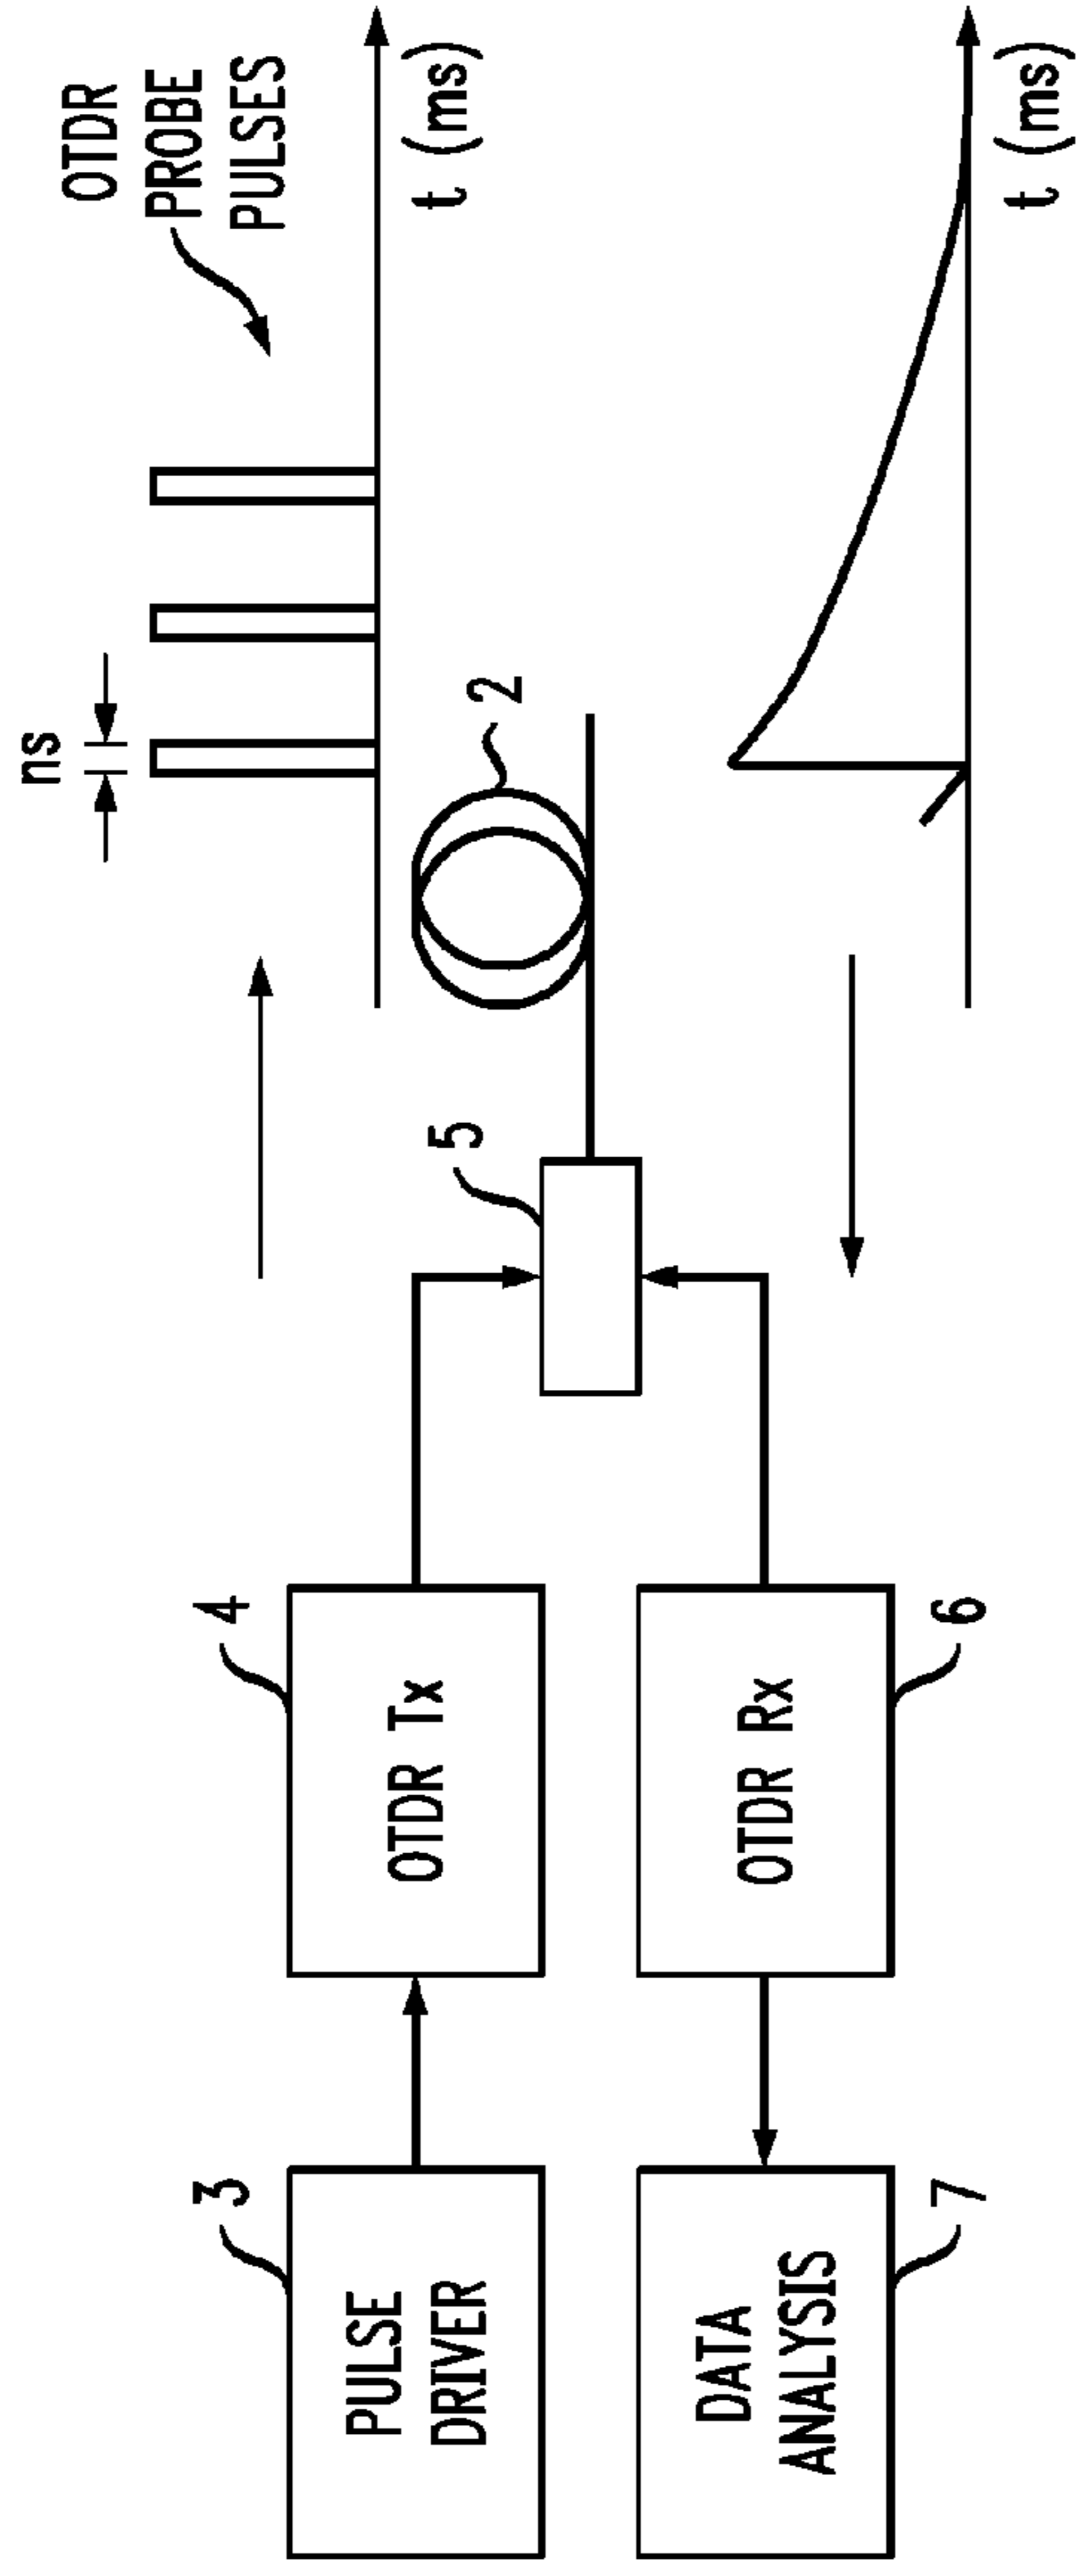 ns
OTDR
PROBE
PULSES
t (ms)
3
PULSE
DRIVER
4
OTDR Tx
5
2
DATA
ANALYSIS
7
OTDR Rx
6
t (ms)